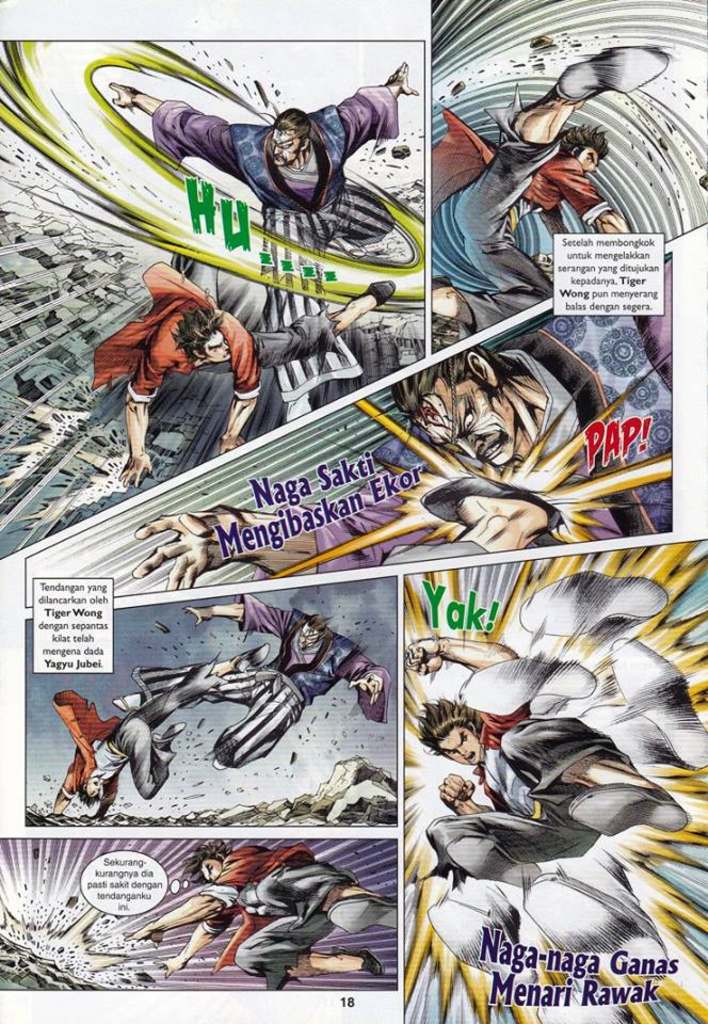 HU
zzzz...
Setelah membongkok
untuk mengelakkan
serangan yang ditujukan
kepadanya, Tiger
Wong pun menyerang
balas dengan segera.
PAP!
Naga Sakti
Mengibaskan Ekor
Tendangan yang
dilancarkan oleh
Tiger Wong
dengan sepantas
kilat telah
mengena dada
Yagyu Jubei.
Yak!
Sekurang-
kurangnya dia
pasti sakit dengan
tendanganku
ini.
Naga-naga Ganas
Menari Rawak
18